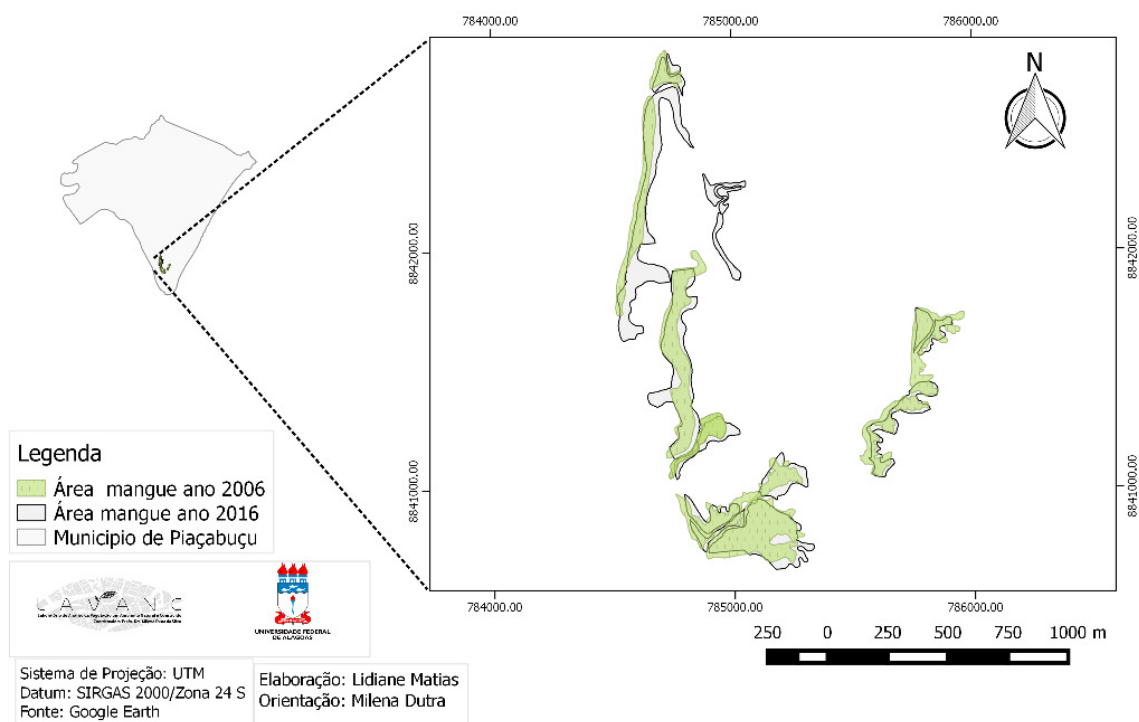 784000.00
785000.00
786000.00
N
8842000.00
8842000.00
8841000.00
8841000.00
Legenda
Área mangue ano 2006
Área mangue ano 2016
Municipio de Piaçabuçu
784000.00
785000.00
786000.00
250 0 250 500 750 1000 m
LAVANC
UNIVERSIDADE FEDERAL
DE ALAGOAS
Sistema de Projeção: UTM
Datum: SIRGAS 2000/Zona 24 S
Fonte: Google Earth
Elaboração: Lidiane Matias
Orientação: Milena Dutra